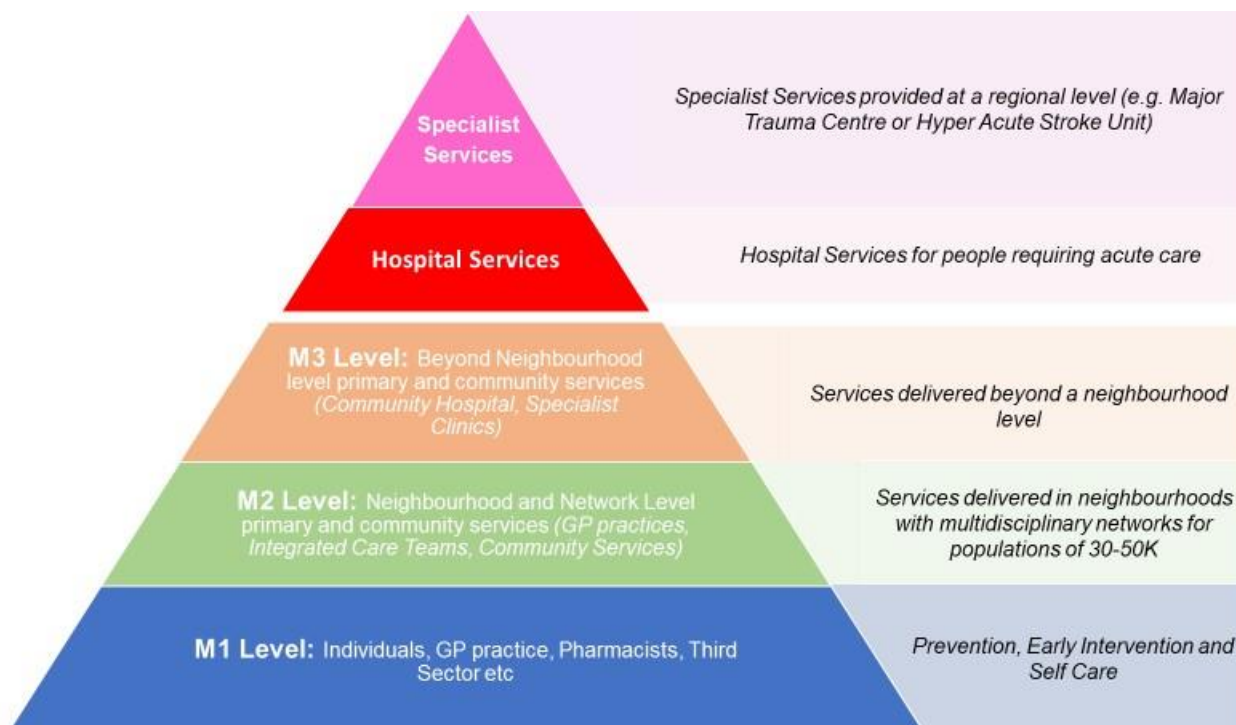 Specialist
Services
Specialist Services provided at a regional level (e.g. Major
Trauma Centre or Hyper Acute Stroke Unit)
Hospital Services
Hospital Services for people requiring acute care
M3 Level: Beyond Neighbourhood
level primary and community services
(Community Hospital, Specialist
Clinics)
Services delivered beyond a neighbourhood
level
M2 Level: Neighbourhood and Network Level
primary and community services (GP practices,
Integrated Care Teams, Community Services)
Services delivered in neighbourhoods
with multidisciplinary networks for
populations of 30-50K
M1 Level: Individuals, GP practice, Pharmacists, Third
Sector etc
Prevention, Early Intervention and
Self Care